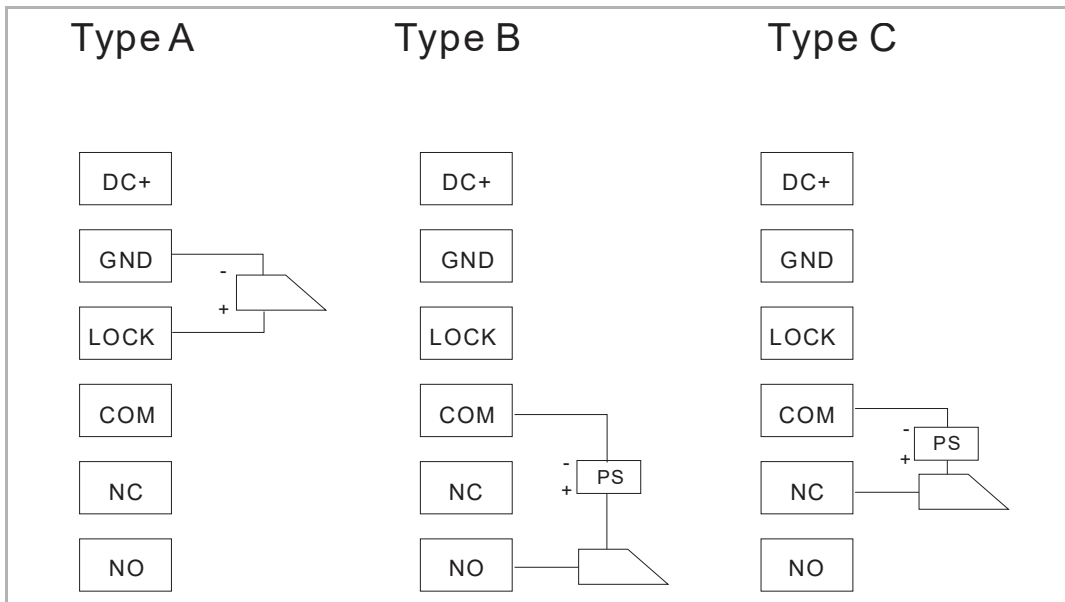 Type A
Type B
Type C
DC+
GND
-
+
LOCK
COM
NC
NO
DC+
GND
LOCK
COM
-
+
PS
NC
NO
DC+
GND
LOCK
COM
-
+
PS
NC
NO